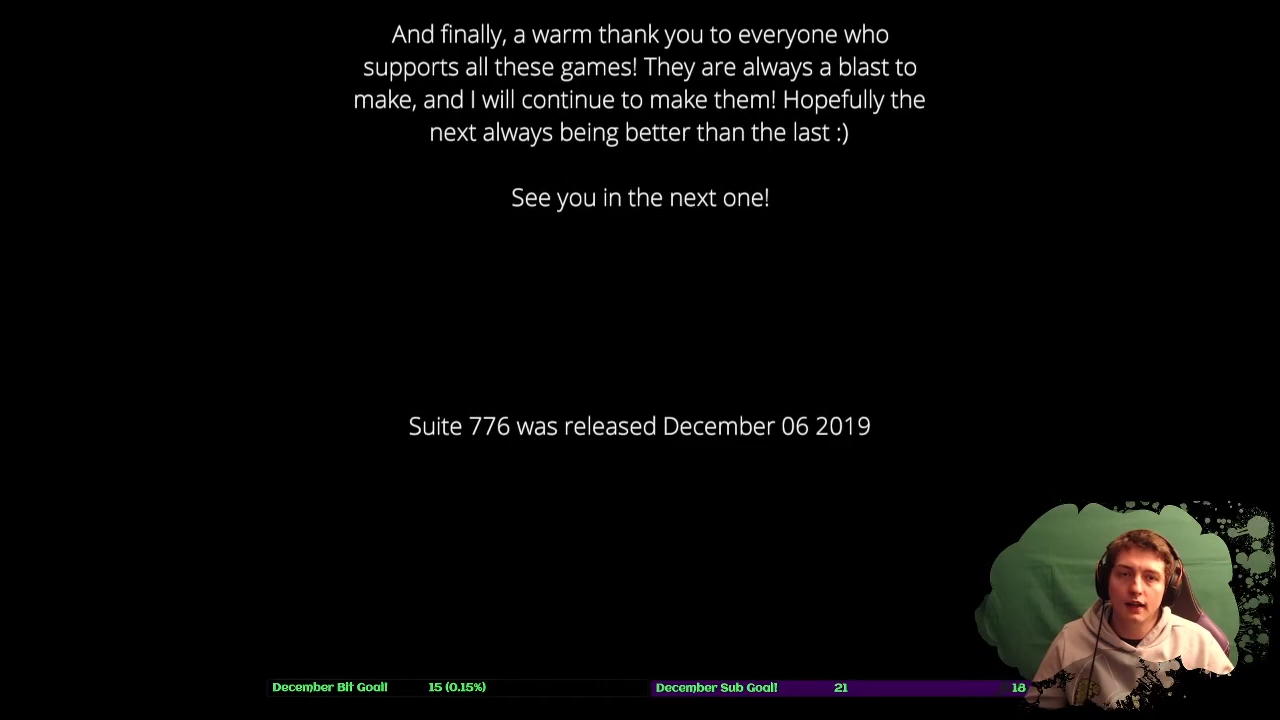 And finally, a warm thank you to everyone who
supports all these games! They are always a blast to
make, and I will continue to make them! Hopefully the
next always being better than the last :)
See you in the next one!
Suite 776 was released December 06 2019
December Bit Goal! 15 (0.15%) December Sub Goal! 21 18